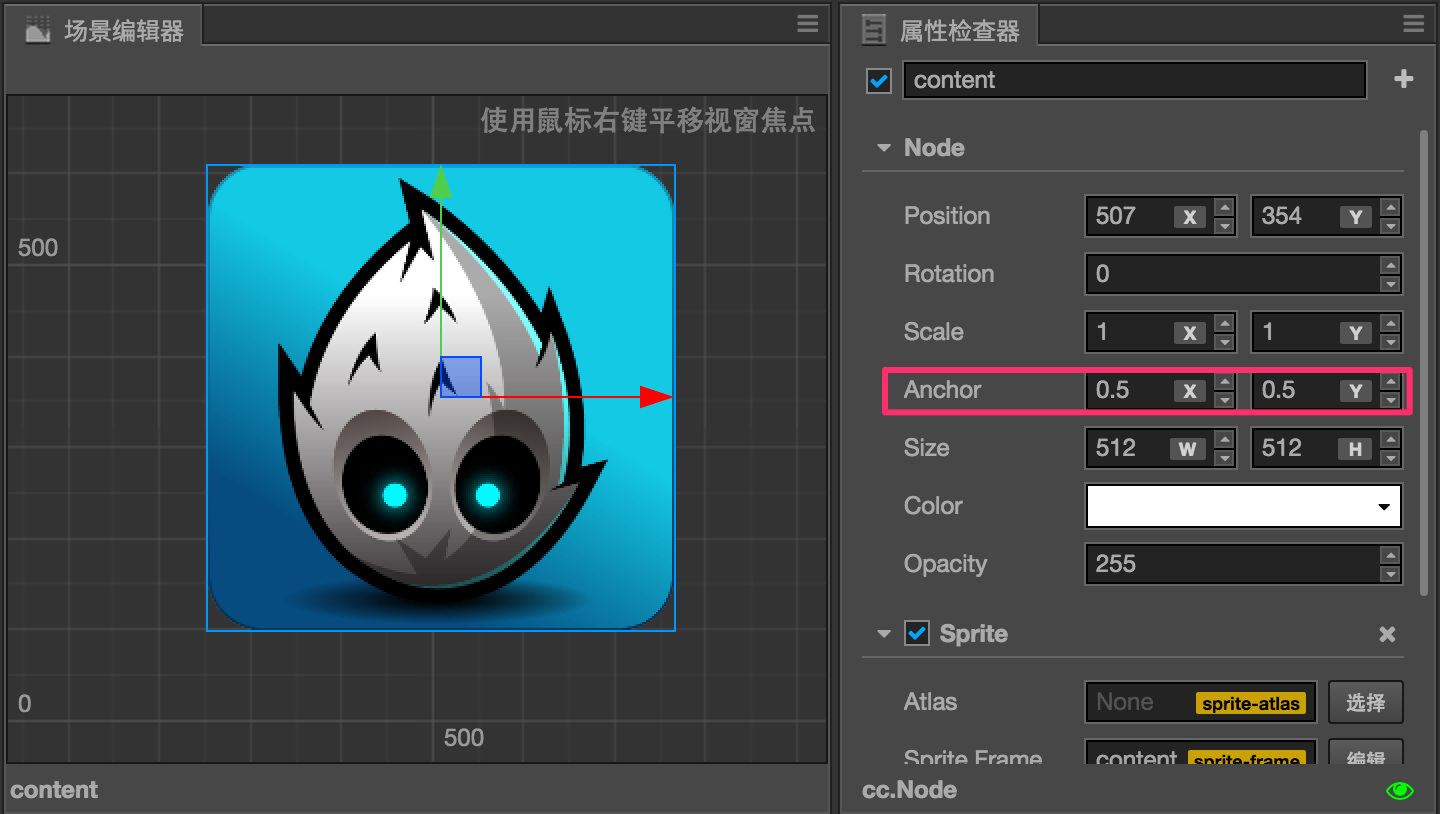 场景编辑器
使用鼠标右键平移视窗焦点
500
0
500
content
属性检查器
content
Node
Position 507 X 354 Y
Rotation 0
Scale 1 X 1 Y
Anchor 0.5 X 0.5 Y
Size 512 W 512 H
Color
Opacity 255
Sprite
Atlas None sprite-atlas 选择
Sprite Frame content sprite-frame 编辑
cc.Node